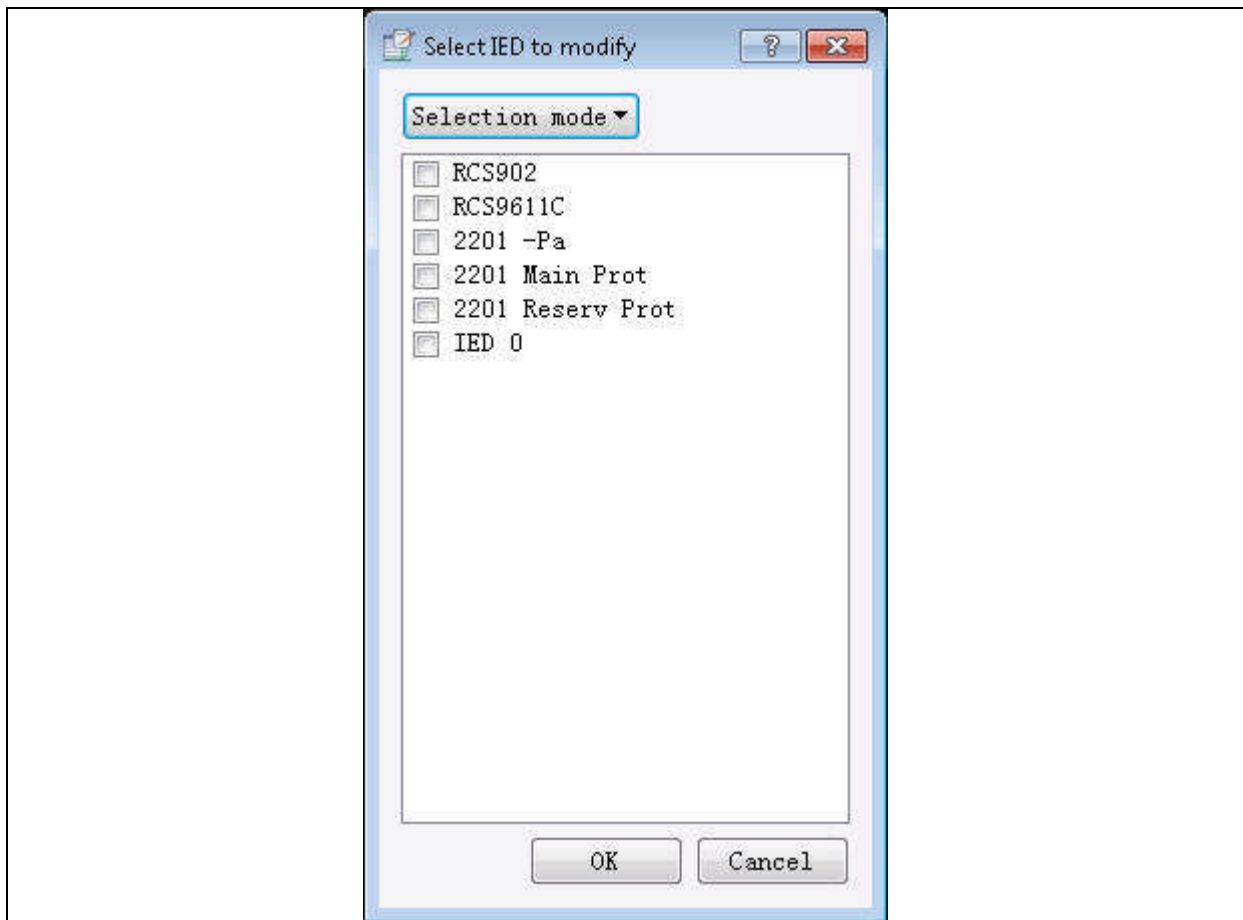 Select IED to modify
Selection mode
RCS902
RCS9611C
2201 -Pa
2201 Main Prot
2201 Reserv Prot
IED 0
OK Cancel